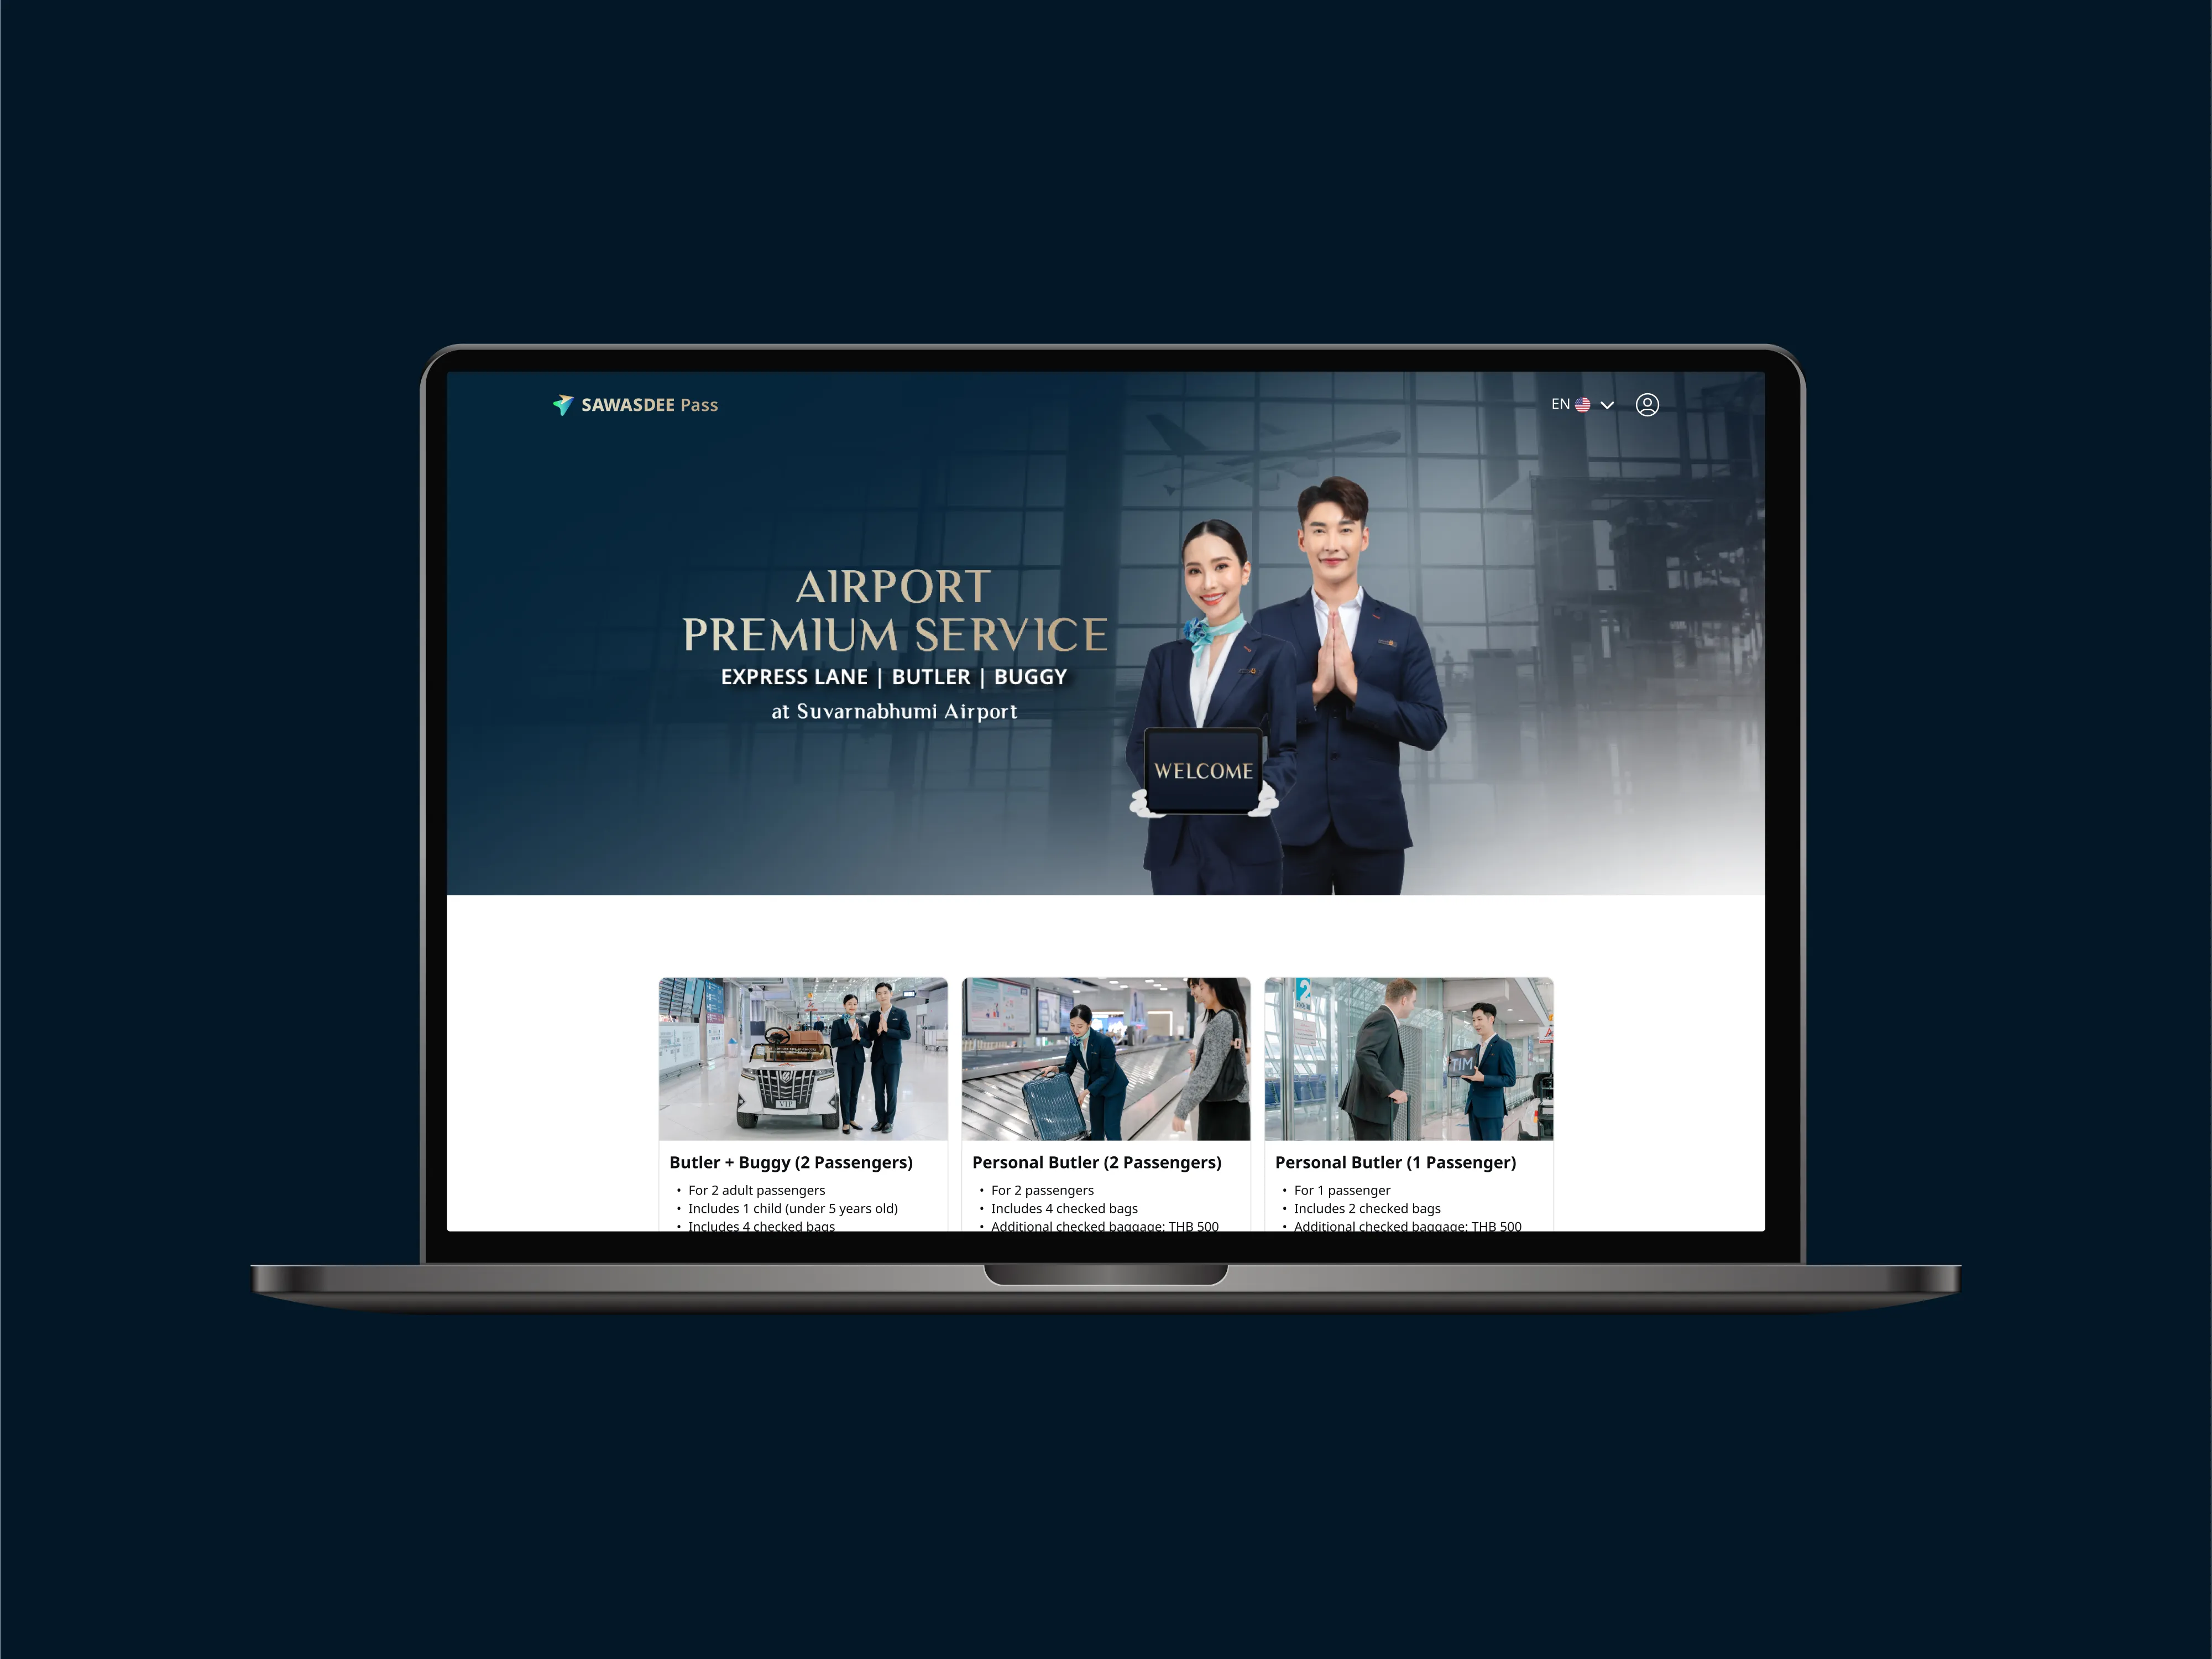 SAWASDEE Pass
EN
AIRPORT
PREMIUM SERVICE
EXPRESS LANE | BUTLER | BUGGY
at Suvarnabhumi Airport
WELCOME
2
VIP
TIM
Butler + Buggy (2 Passengers)
• For 2 adult passengers
• Includes 1 child (under 5 years old)
• Includes 4 checked bags
Personal Butler (2 Passengers)
• For 2 passengers
• Includes 4 checked bags
• Additional checked baggage: THB 500
Personal Butler (1 Passenger)
• For 1 passenger
• Includes 2 checked bags
• Additional checked baggage: THB 500